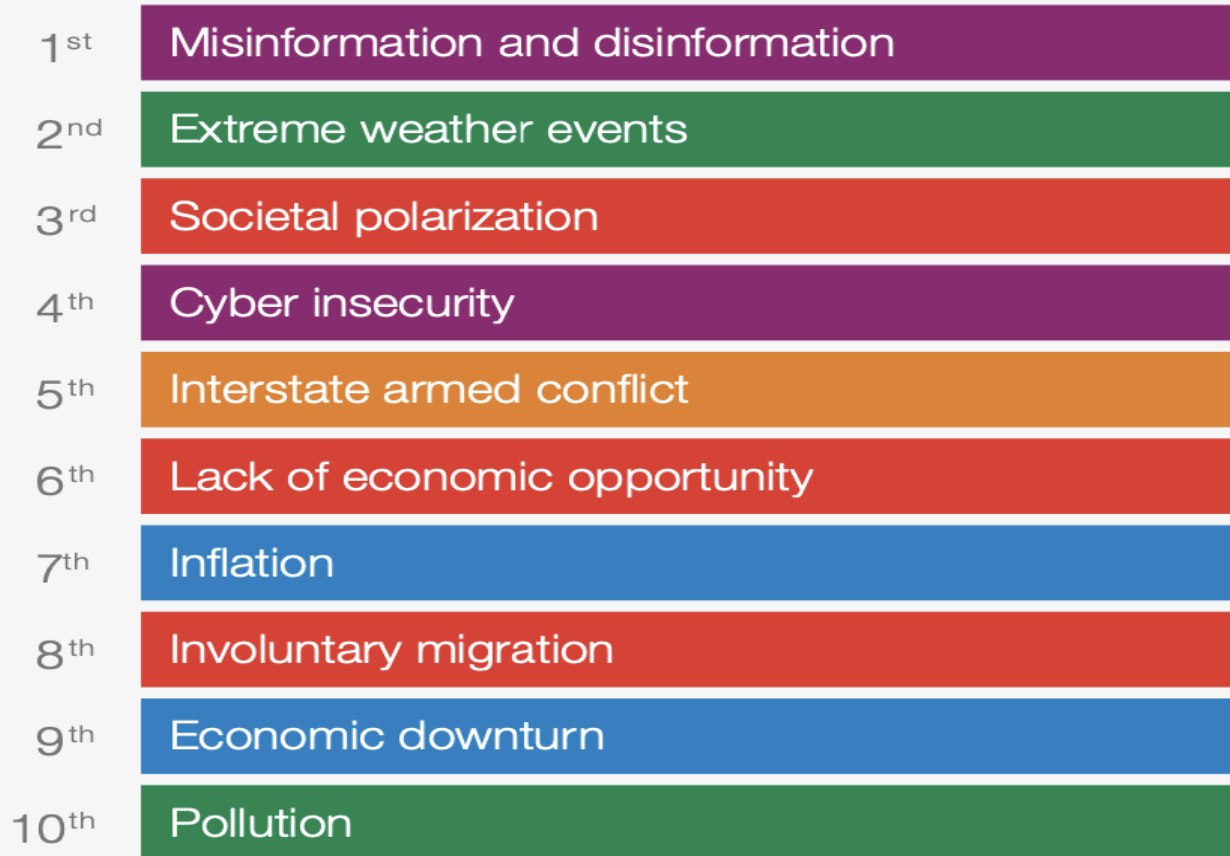 1st Misinformation and disinformation
2nd Extreme weather events
3rd Societal polarization
4th Cyber insecurity
5th Interstate armed conflict
6th Lack of economic opportunity
7th Inflation
8th Involuntary migration
9th Economic downturn
10th Pollution